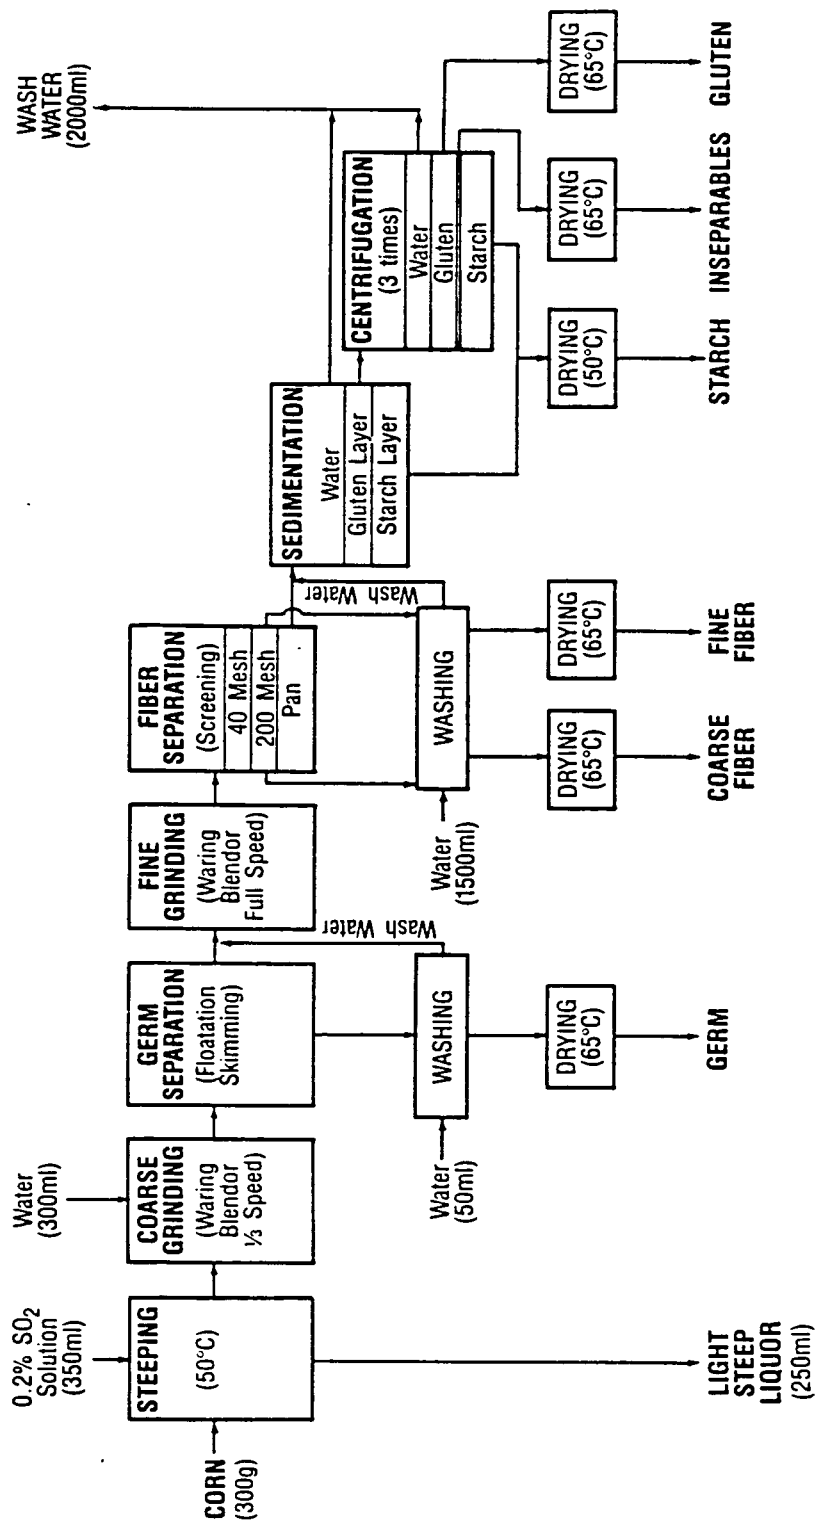 CORN
(300g)
0.2% SO2
Solution
(350ml)
STEEPING
(50°C)
LIGHT
STEEP
LIQUOR
(250ml)
Water
(300ml)
COARSE
GRINDING
(Waring
Blendor
⅓ Speed)
GERM
SEPARATION
(Floatation
Skimming)
Water
(50ml)
WASHING
Wash Water
DRYING
(65°C)
GERM
FINE
GRINDING
(Waring
Blendor
Full Speed)
FIBER
SEPARATION
(Screening)
40 Mesh
200 Mesh
Pan
Water
(1500ml)
WASHING
Wash Water
DRYING
(65°C)
COARSE
FIBER
DRYING
(65°C)
FINE
FIBER
SEDIMENTATION
Water
Gluten Layer
Starch Layer
CENTRIFUGATION
(3 times)
Water
Gluten
Starch
WASH
WATER
(2000ml)
DRYING
(50°C)
STARCH
DRYING
(65°C)
INSEPARABLES
DRYING
(65°C)
GLUTEN